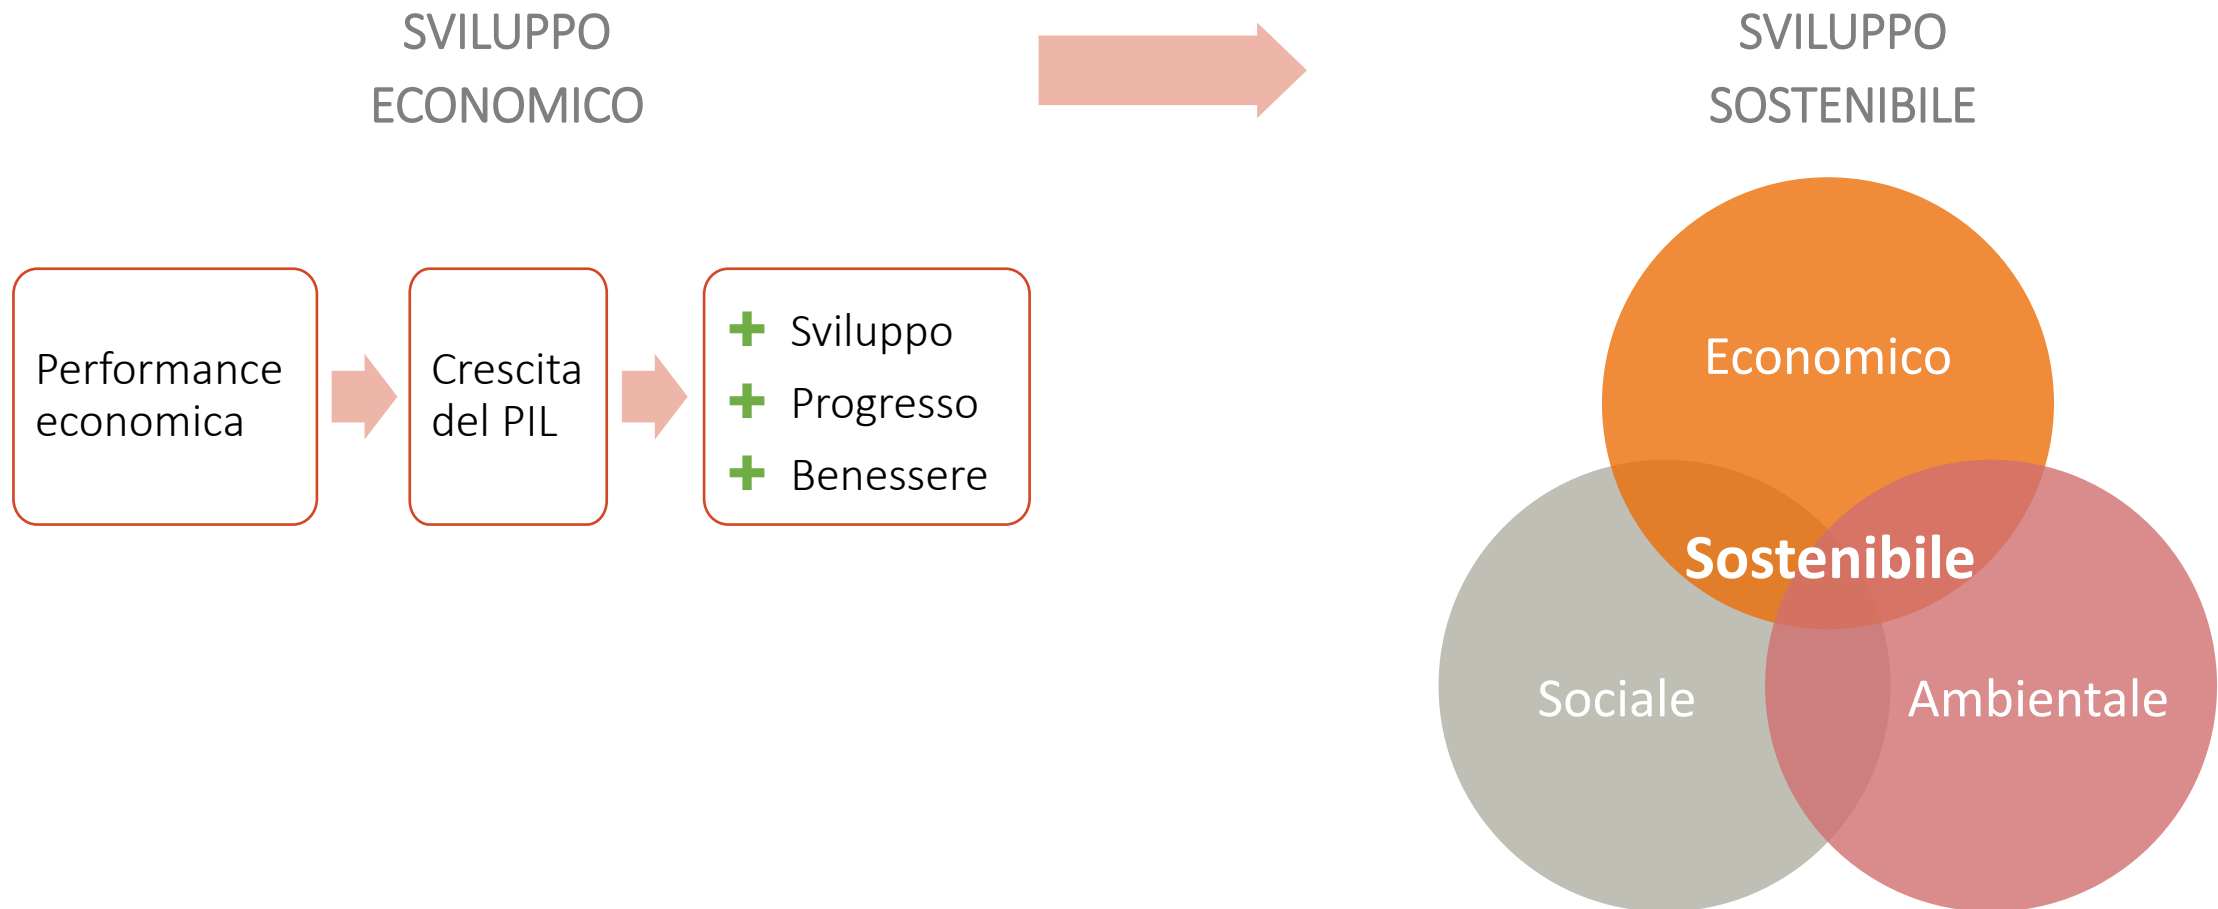 SVILUPPO
ECONOMICO
SVILUPPO
SOSTENIBILE
Performance
economica
Crescita
del PIL
Sviluppo
Progresso
Benessere
Economico
Sostenibile
Sociale
Ambientale